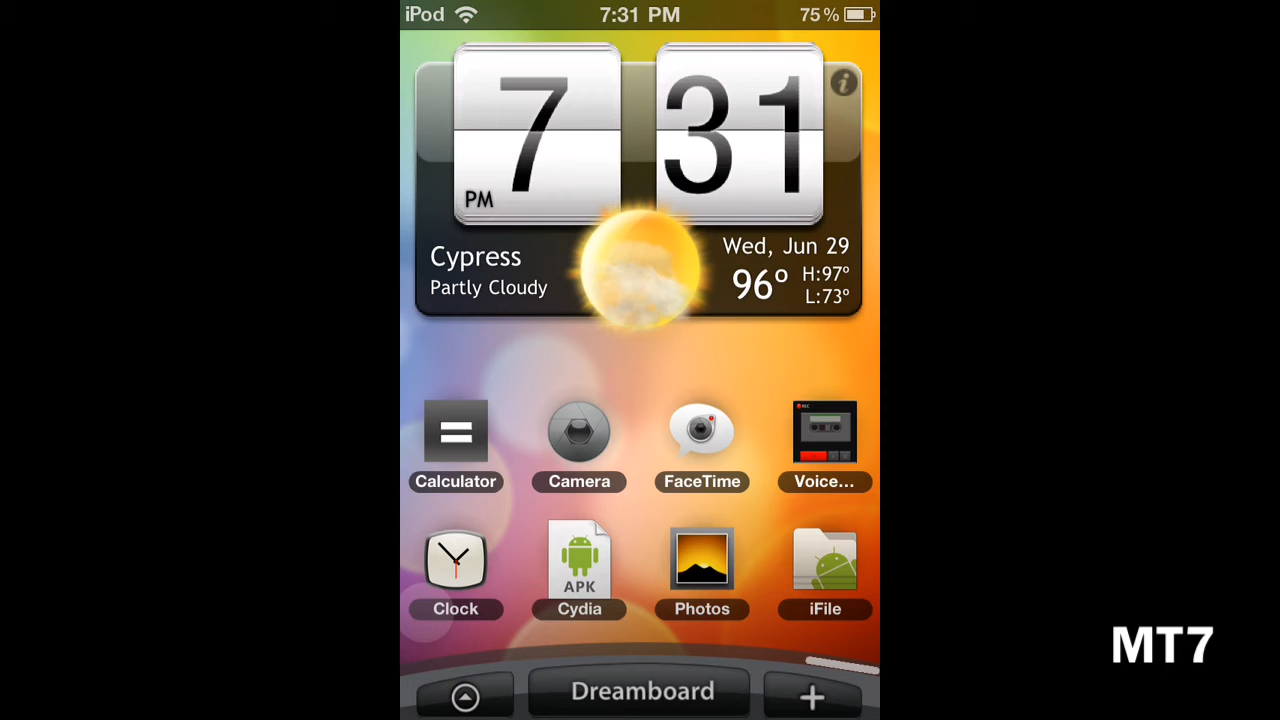 iPod 7:31 PM 75%
7 31
PM
Cypress
Partly Cloudy
Wed, Jun 29
96° H:97°
L:73°
REC
Calculator Camera FaceTime Voice...
APK
Clock Cydia Photos iFile
MT7
Dreamboard